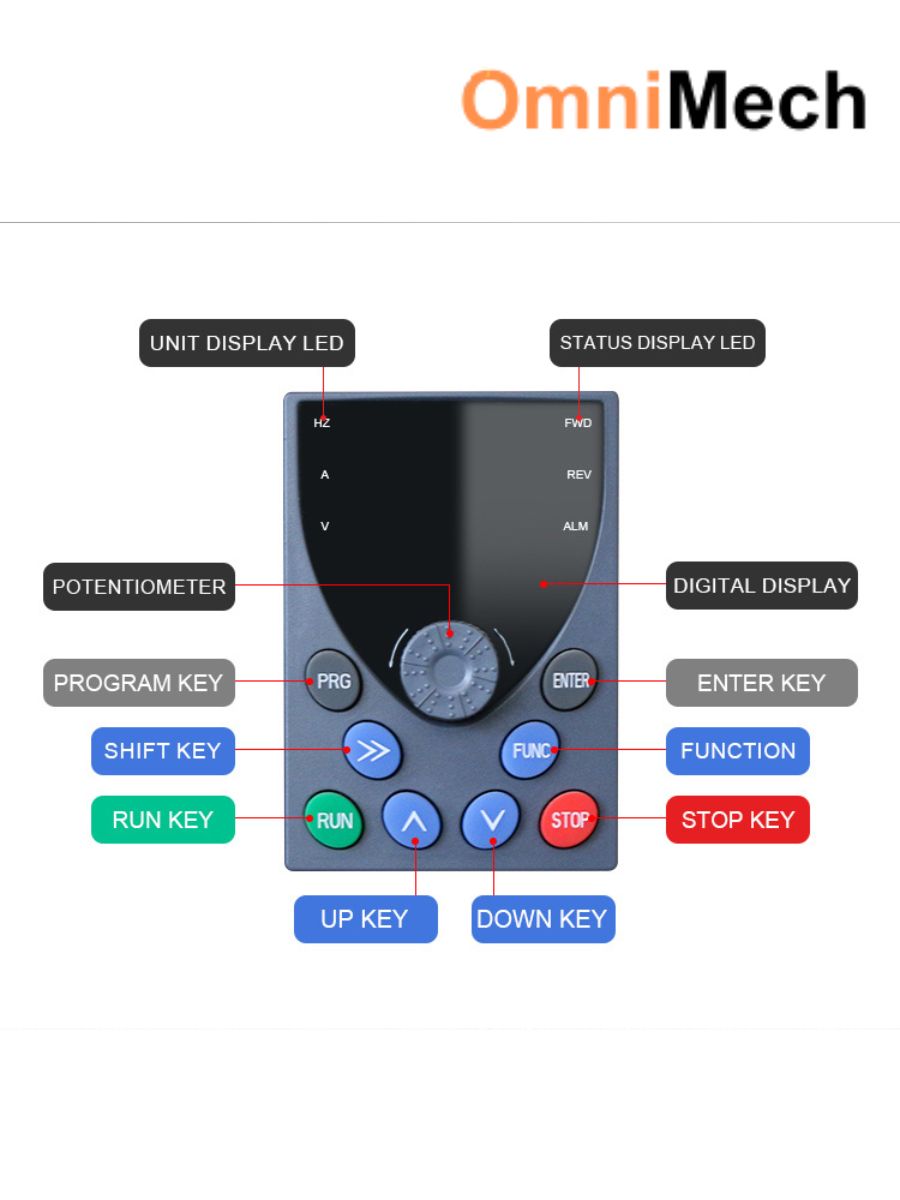 OmniMech
UNIT DISPLAY LED
STATUS DISPLAY LED
HZ
FWD
A
REV
V
ALM
POTENTIOMETER
DIGITAL DISPLAY
PROGRAM KEY
PRG
ENTER
ENTER KEY
SHIFT KEY
FUNC
FUNCTION
RUN KEY
RUN
STOP
STOP KEY
UP KEY
DOWN KEY